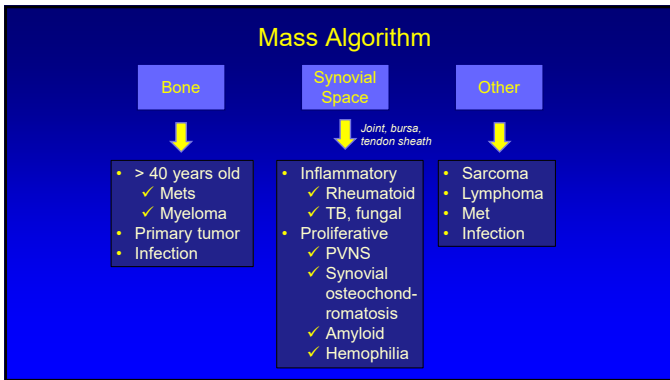 Mass Algorithm
Bone
Synovial
Space
Other
Joint, bursa,
tendon sheath
• > 40 years old
✓ Mets
✓ Myeloma
• Primary tumor
• Infection
• Inflammatory
✓ Rheumatoid
✓ TB, fungal
• Proliferative
✓ PVNS
✓ Synovial
osteochond-
romatosis
✓ Amyloid
✓ Hemophilia
• Sarcoma
• Lymphoma
• Met
• Infection